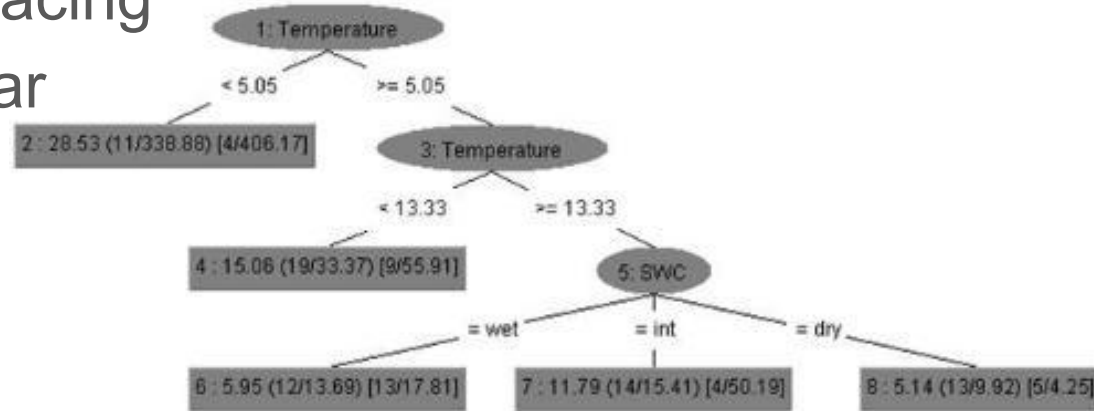 acing
ar
1: Temperature
< 5.05 >= 5.05
2 : 28.53 (11/338.88) [4/406.17]
3: Temperature
< 13.33 >= 13.33
4 : 15.06 (19/33.37) [9/55.91]
5: SWC
= wet = int = dry
6 : 5.95 (12/13.69) [13/17.81] 7 : 11.79 (14/15.41) [4/50.19] 8 : 5.14 (13/9.92) [5/4.25]